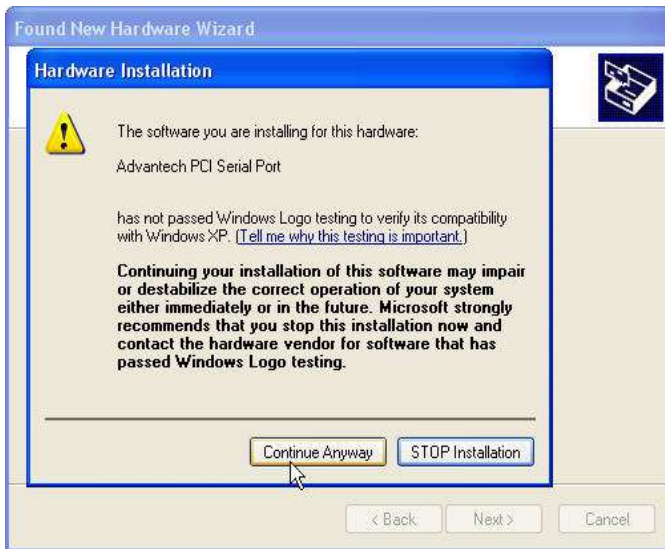 Found New Hardware Wizard
Hardware Installation
The software you are installing for this hardware:
Advantech PCI Serial Port
has not passed Windows Logo testing to verify its compatibility
with Windows XP. (Tell me why this testing is important.)
Continuing your installation of this software may impair
or destabilize the correct operation of your system
either immediately or in the future. Microsoft strongly
recommends that you stop this installation now and
contact the hardware vendor for software that has
passed Windows Logo testing.
Continue Anyway
STOP Installation
< Back
Next >
Cancel